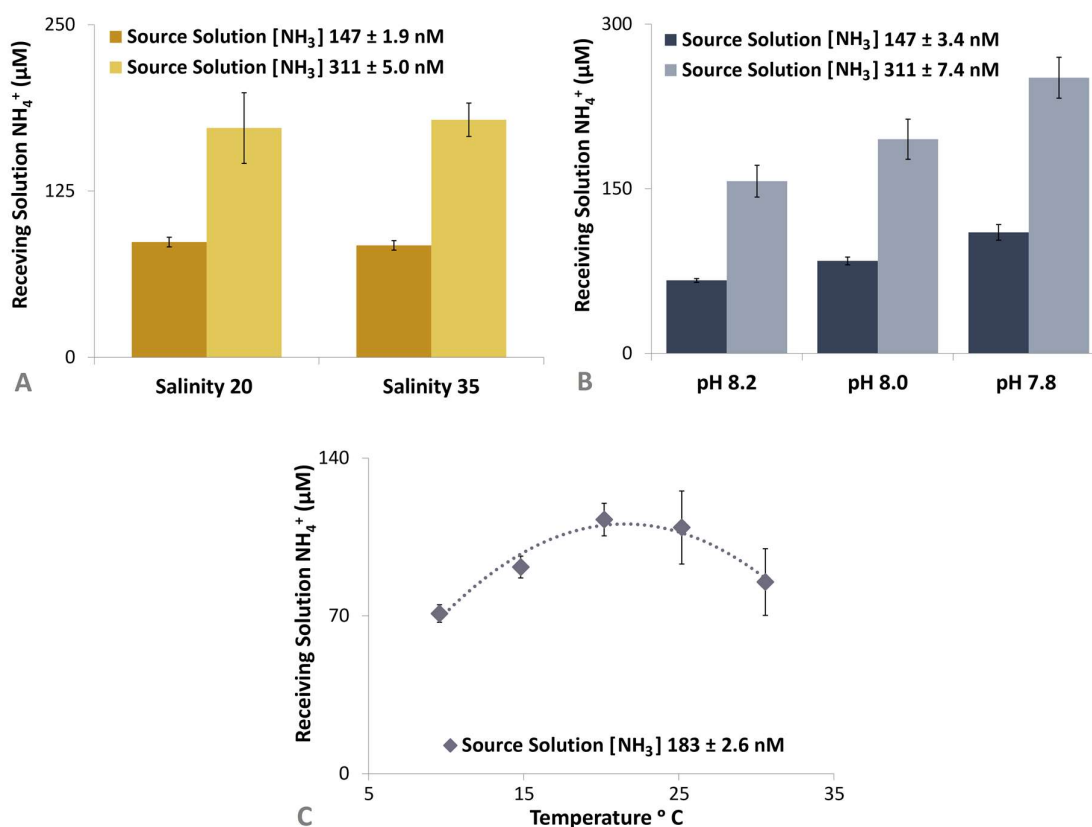 250
Source Solution [NH₃] 147 ± 1.9 nM
Source Solution [NH₃] 311 ± 5.0 nM
Receiving Solution NH₄⁺ (µM)
125
0
Salinity 20 Salinity 35
A
300
Source Solution [NH₃] 147 ± 3.4 nM
Source Solution [NH₃] 311 ± 7.4 nM
Receiving Solution NH₄⁺ (µM)
150
0
pH 8.2 pH 8.0 pH 7.8
B
140
Receiving Solution NH₄⁺ (µM)
70
Source Solution [NH₃] 183 ± 2.6 nM
0
5 15 25 35
Temperature º C
C